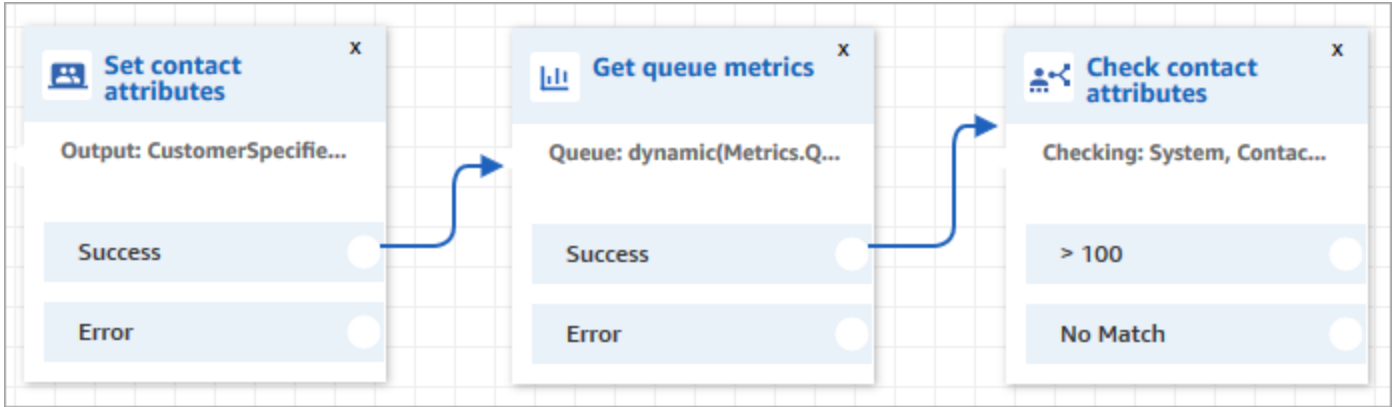 x
Set contact
attributes
Output: CustomerSpecifie...
Success
Error
x
Get queue metrics
Queue: dynamic(Metrics.Q...
Success
Error
x
Check contact
attributes
Checking: System, Contac...
> 100
No Match